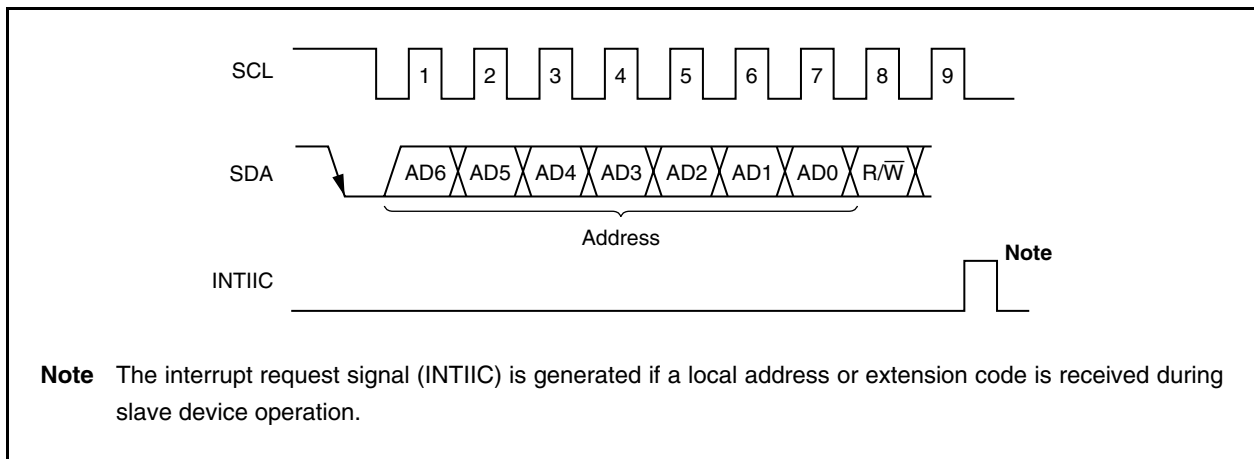 SCL 1 2 3 4 5 6 7 8 9
SDA AD6 AD5 AD4 AD3 AD2 AD1 AD0 R/W̅
Address
Note
INTIIC
Note The interrupt request signal (INTIIC) is generated if a local address or extension code is received during
slave device operation.